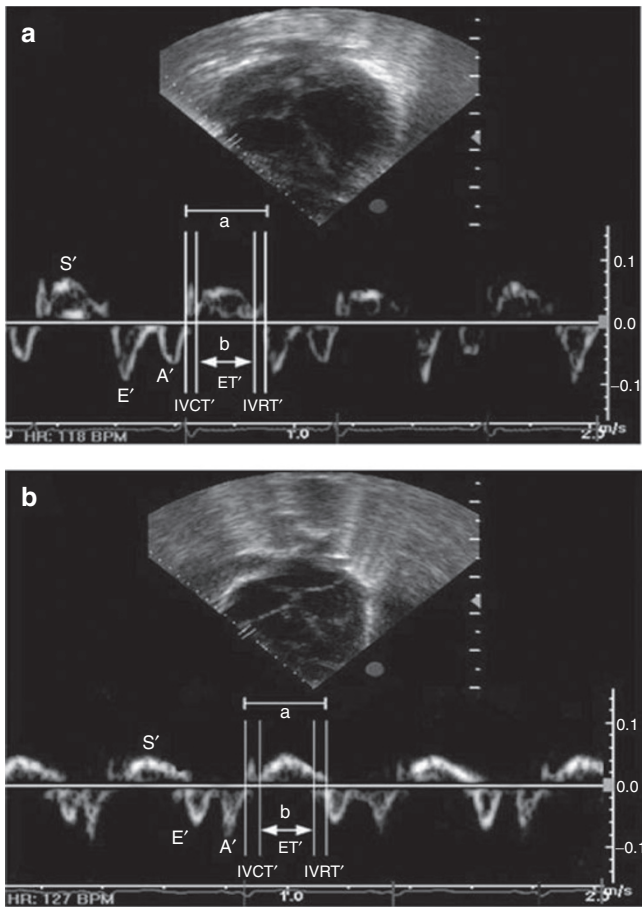 a
a
S′
0.1
0.0
b
A′
ET′
E′
−0.1
IVCT′ IVRT′
HR: 118 BPM
1.0
m/s
b
a
S′
0.1
0.0
b
E′ A′
ET′
−0.1
IVCT′ IVRT′
HR: 127 BPM
1.0
m/s